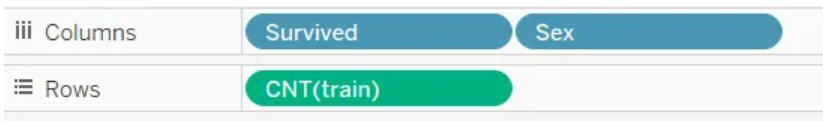 Columns Survived Sex
Rows CNT(train)